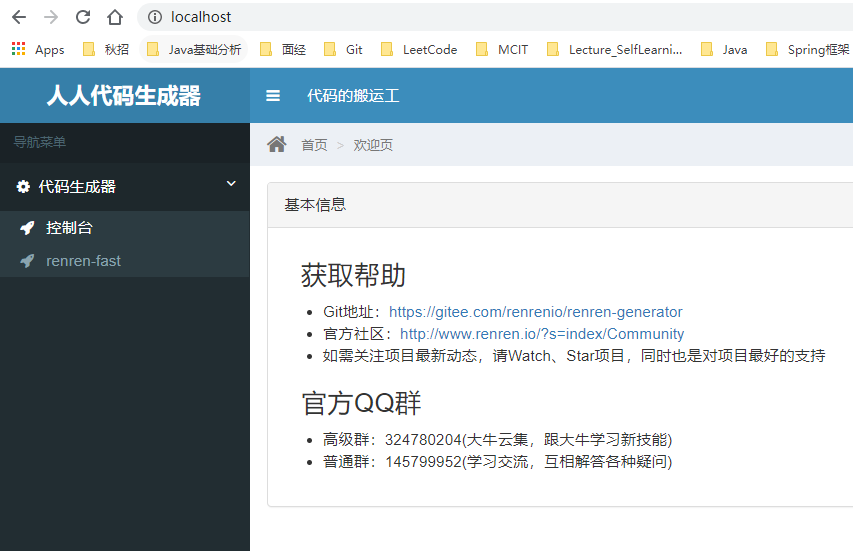 localhost
Apps 秋招 Java基础分析 面经 Git LeetCode MCIT Lecture_SelfLearni... Java Spring框架
人人代码生成器 代码的搬运工
导航菜单 首页 > 欢迎页
代码生成器
基本信息
控制台
renren-fast
获取帮助
Git地址：https://gitee.com/renrenio/renren-generator
官方社区：http://www.renren.io/?s=index/Community
如需关注项目最新动态，请Watch、Star项目，同时也是对项目最好的支持
官方QQ群
高级群：324780204(大牛云集，跟大牛学习新技能)
普通群：145799952(学习交流，互相解答各种疑问)